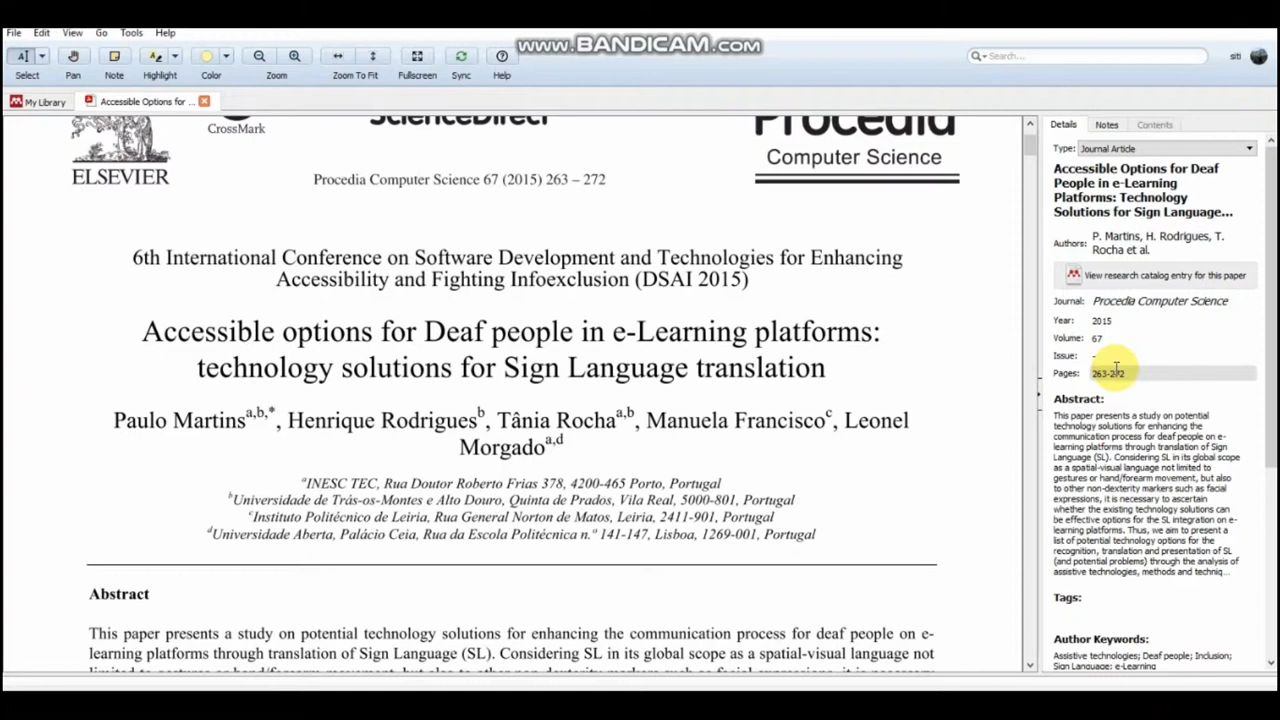 File Edit View Go Tools Help
www.BANDICAM.com
Search...
siti
Select Pan Note Highlight Color Zoom Zoom To Fit Fullscreen Sync Help
My Library
Accessible Options for ...
CrossMark
ScienceDirect
Procedia
Computer Science
ELSEVIER
Procedia Computer Science 67 (2015) 263 – 272
6th International Conference on Software Development and Technologies for Enhancing
Accessibility and Fighting Infoexclusion (DSAI 2015)
Accessible options for Deaf people in e-Learning platforms:
technology solutions for Sign Language translation
Paulo Martins a,b,*, Henrique Rodrigues b, Tânia Rocha a,b, Manuela Francisco c, Leonel
Morgado a,d
a INESC TEC, Rua Doutor Roberto Frias 378, 4200-465 Porto, Portugal
b Universidade de Trás-os-Montes e Alto Douro, Quinta de Prados, Vila Real, 5000-801, Portugal
c Instituto Politécnico de Leiria, Rua General Norton de Matos, Leiria, 2411-901, Portugal
d Universidade Aberta, Palácio Ceia, Rua da Escola Politécnica n.º 141-147, Lisboa, 1269-001, Portugal
Abstract
This paper presents a study on potential technology solutions for enhancing the communication process for deaf people on e-
learning platforms through translation of Sign Language (SL). Considering SL in its global scope as a spatial-visual language not
Details Notes Contents
Type: Journal Article
Accessible Options for Deaf
People in e-Learning
Platforms: Technology
Solutions for Sign Language...
Authors: P. Martins, H. Rodrigues, T.
Rocha et al.
View research catalog entry for this paper
Journal: Procedia Computer Science
Year: 2015
Volume: 67
Issue: -
Pages: 263-272
Abstract:
This paper presents a study on potential
technology solutions for enhancing the
communication process for deaf people on e-
learning platforms through translation of Sign
Language (SL). Considering SL in its global scope
as a spatial-visual language not limited to
gestures or hand/forearm movement, but also
to other non-dexterity markers such as facial
expressions, it is necessary to ascertain
whether the existing technology solutions can
be effective options for the SL integration on e-
learning platforms. Thus, we aim to present a
list of potential technology options for the
recognition, translation and presentation of SL
(and potential problems) through the analysis of
assistive technologies, methods and techniq...
Tags:
Author Keywords:
Assistive technologies; Deaf people; Inclusion;
Sign Language; e-Learning